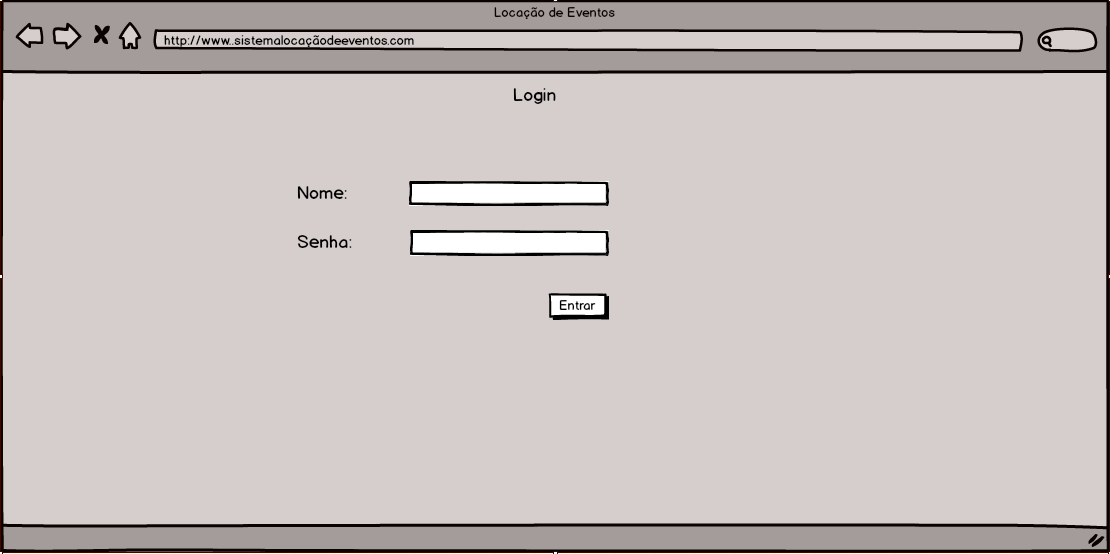 Locação de Eventos
http://www..sistemalocaçãodeeventos.com
Login
Nome:
Senha:
Entrar